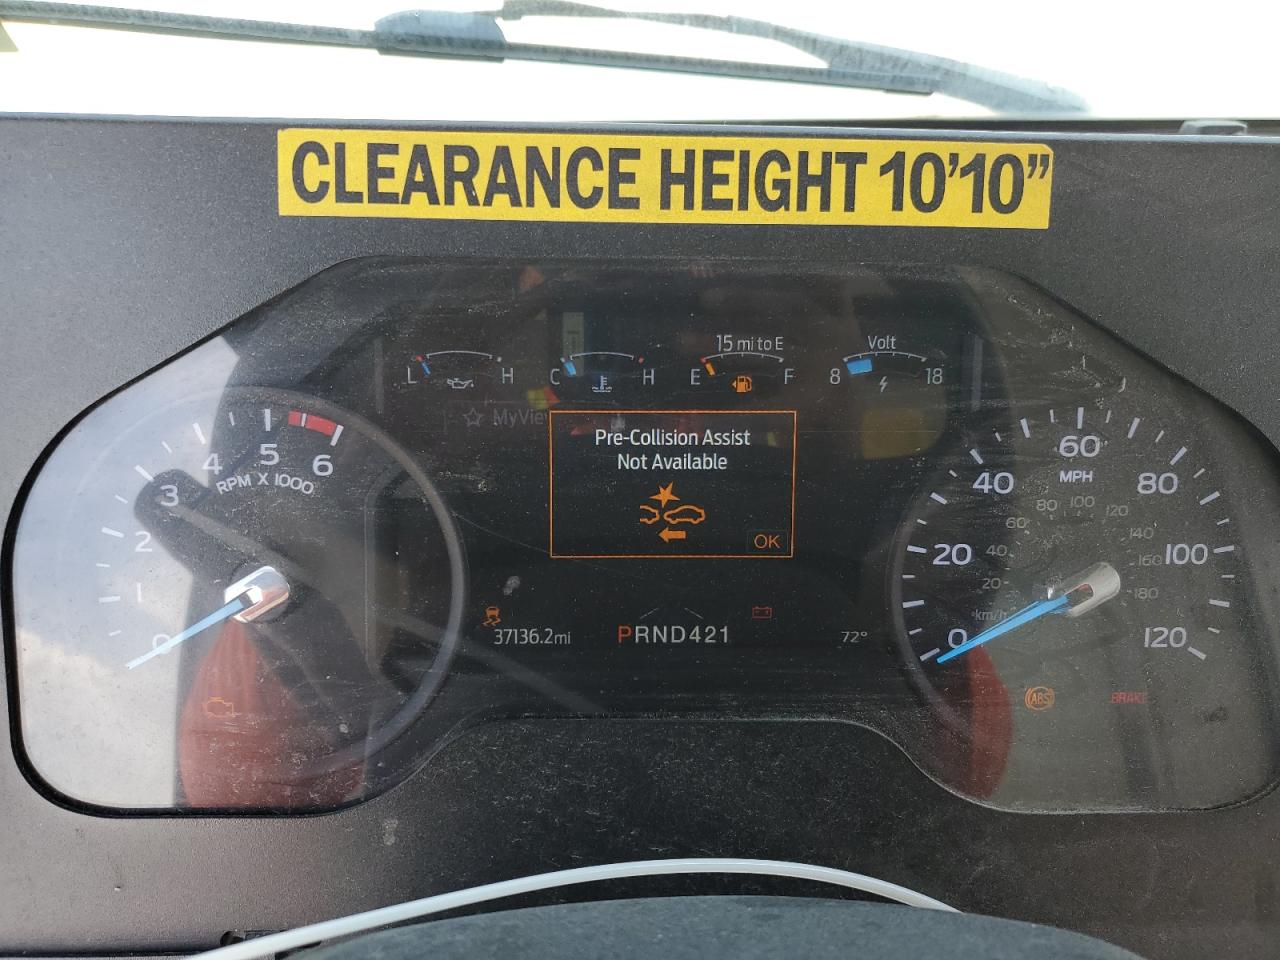 CLEARANCE HEIGHT 10'10"
15 mi to E
Volt
L H
C H
E F
8 18
MyView
Pre-Collision Assist
Not Available
OK
0 1 2 3 4 5 6
RPM X 1000
0 20 40 60 80 100 120
MPH
20 40 60 80 100 120 140 160 180
km/h
37136.2mi
PRND421
72°
ABS
BRAKE